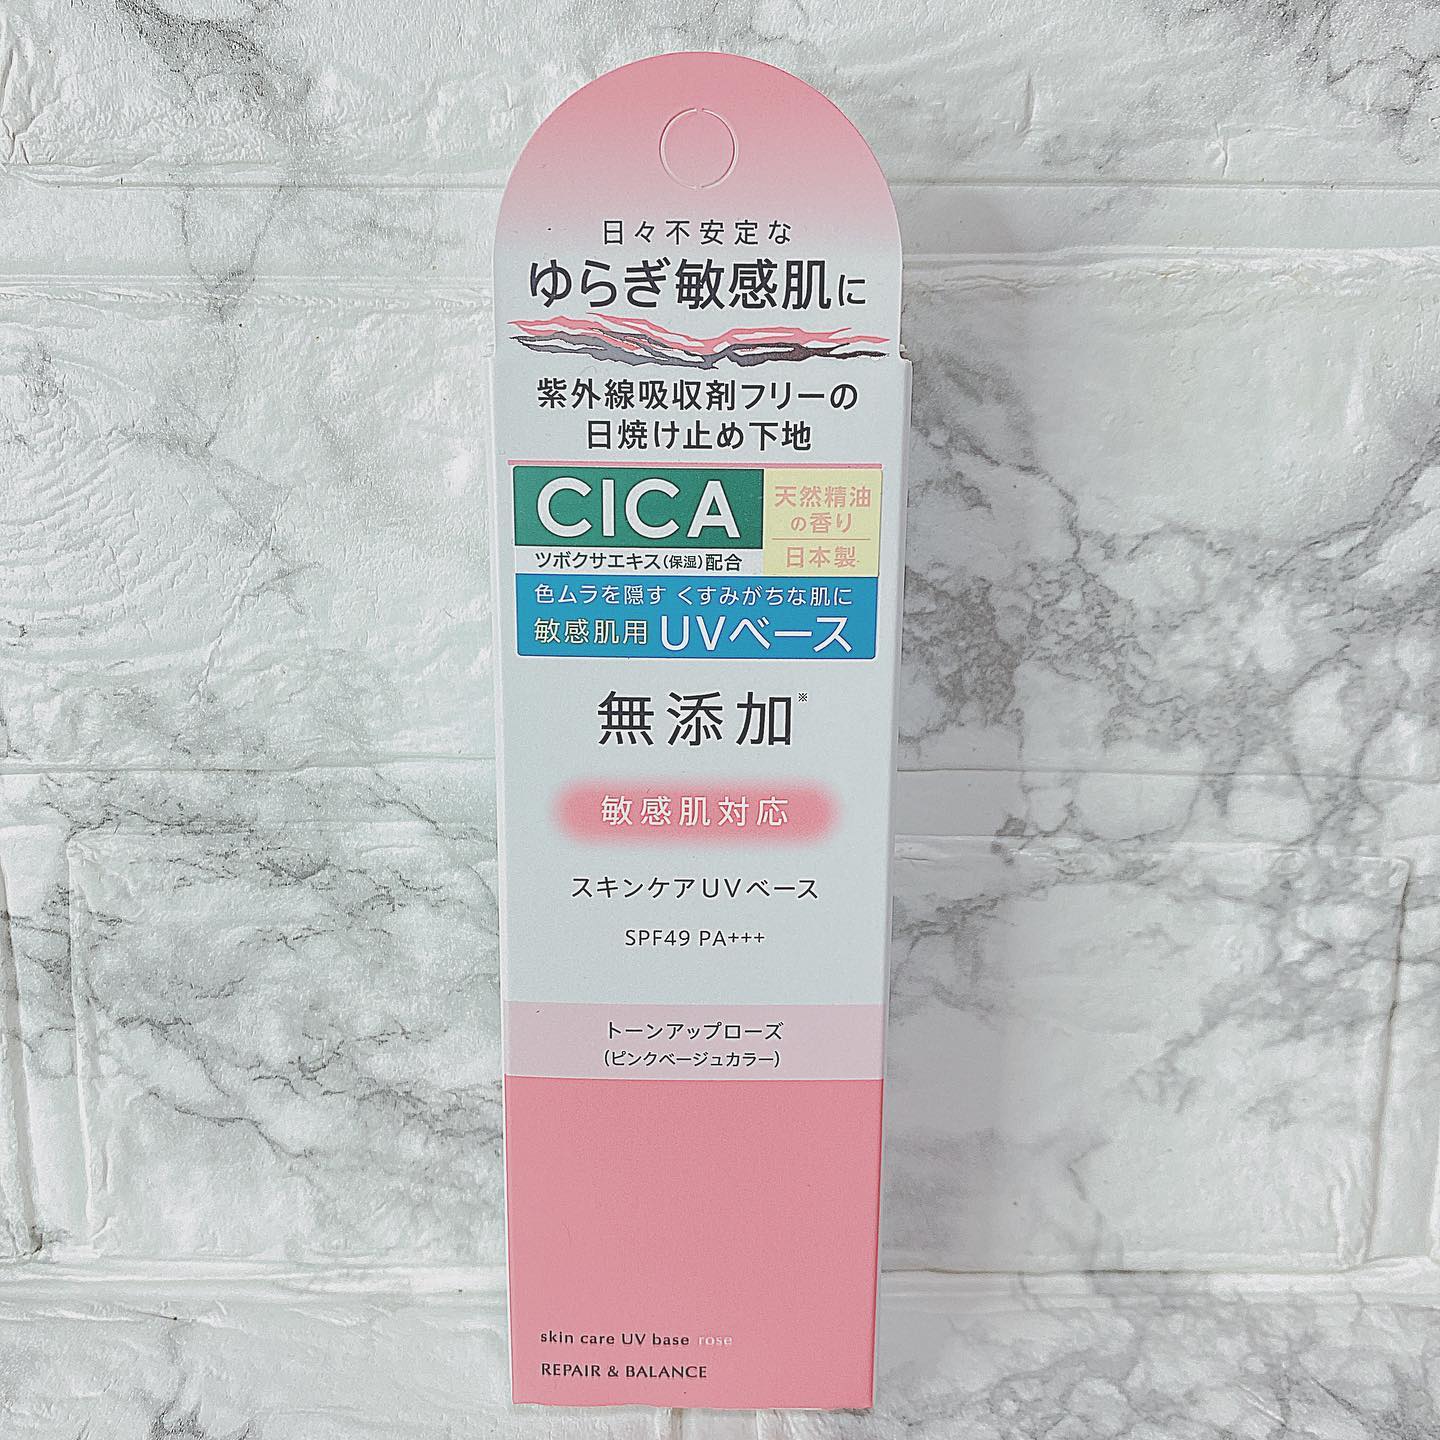 日々不安定な
ゆらぎ敏感肌に
紫外線吸収剤フリーの
日焼け止め下地
CICA
ツボクサエキス(保湿)配合
天然精油
の香り
日本製
色ムラを隠す くすみがちな肌に
敏感肌用 UVベース
無添加※
敏感肌対応
スキンケアUVベース
SPF49 PA+++
トーンアップローズ
(ピンクベージュカラー)
skin care UV base rose
REPAIR & BALANCE